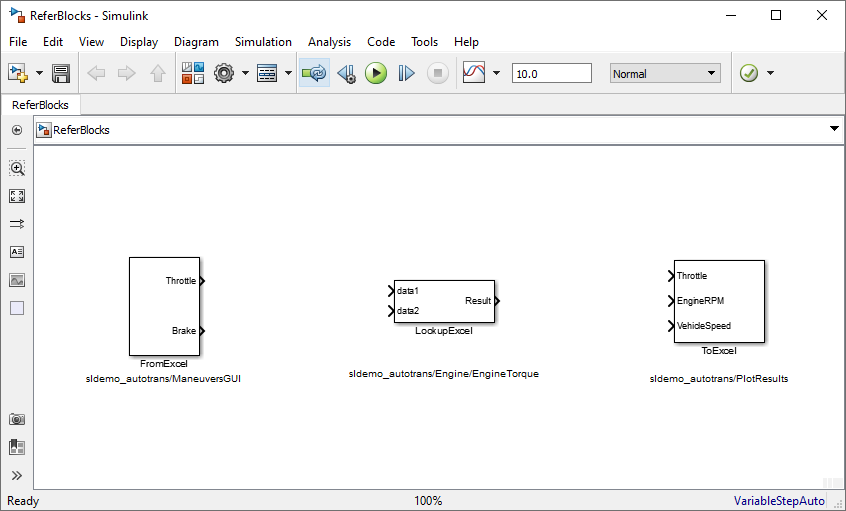 ReferBlocks - Simulink
File Edit View Display Diagram Simulation Analysis Code Tools Help
10.0 Normal
ReferBlocks
ReferBlocks
Throttle
Brake
FromExcel
sldemo_autotrans/ManeuversGUI
data1
data2
Result
LookupExcel
sldemo_autotrans/Engine/EngineTorque
Throttle
EngineRPM
VehicleSpeed
ToExcel
sldemo_autotrans/PlotResults
Ready 100% VariableStepAuto